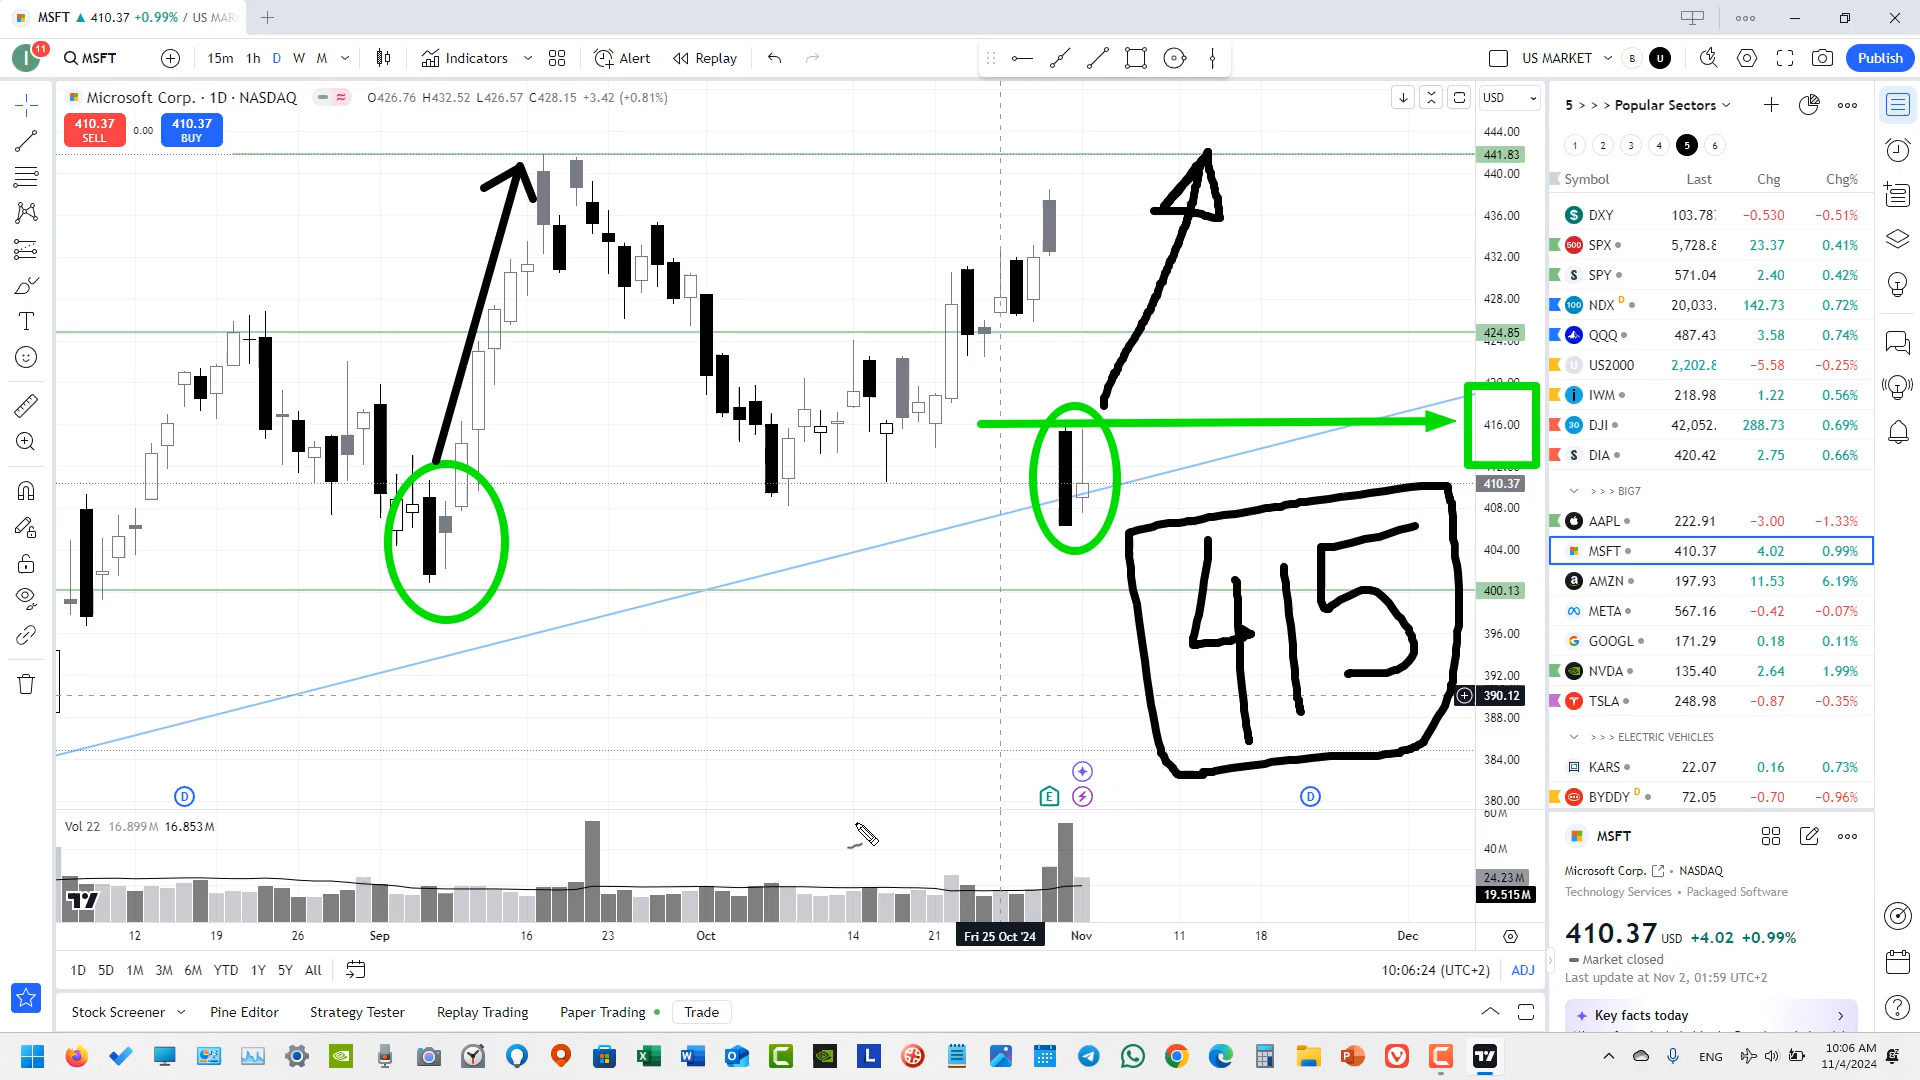 MSFT ▲ 410.37 +0.99% / US MAR
11
MSFT 15m 1h D W M Indicators Alert Replay US MARKET B U Publish
Microsoft Corp. · 1D · NASDAQ O426.76 H432.52 L426.57 C428.15 +3.42 (+0.81%) USD
410.37 SELL 0.00 410.37 BUY
444.00
441.83
440.00
436.00
432.00
428.00
424.85
416.00
410.37
408.00
404.00
400.13
396.00
392.00
390.12
388.00
384.00
380.00
415
D E D
Vol 22 16.899M 16.853M
60M
40M
24.23M
19.515M
12 19 26 Sep 16 23 Oct 14 21 Fri 25 Oct '24 Nov 11 18 Dec
1D 5D 1M 3M 6M YTD 1Y 5Y All 10:06:24 (UTC+2) ADJ
Stock Screener Pine Editor Strategy Tester Replay Trading Paper Trading Trade
5 > > > Popular Sectors
1 2 3 4 5 6
Symbol Last Chg Chg%
DXY 103.78 −0.530 −0.51%
SPX 5,728.8 23.37 0.41%
SPY 571.04 2.40 0.42%
NDX D 20,033. 142.73 0.72%
QQQ 487.43 3.58 0.74%
US2000 2,202.8 −5.58 −0.25%
IWM 218.98 1.22 0.56%
DJI 42,052. 288.73 0.69%
DIA 420.42 2.75 0.66%
> > > BIG7
AAPL 222.91 −3.00 −1.33%
MSFT 410.37 4.02 0.99%
AMZN 197.93 11.53 6.19%
META 567.16 −0.42 −0.07%
GOOGL 171.29 0.18 0.11%
NVDA 135.40 2.64 1.99%
TSLA 248.98 −0.87 −0.35%
> > > ELECTRIC VEHICLES
KARS 22.07 0.16 0.73%
BYDDY D 72.05 −0.70 −0.96%
MSFT
Microsoft Corp. • NASDAQ
Technology Services • Packaged Software
410.37 USD +4.02 +0.99%
Market closed
Last update at Nov 2, 01:59 UTC+2
Key facts today
ENG 10:06 AM
11/4/2024